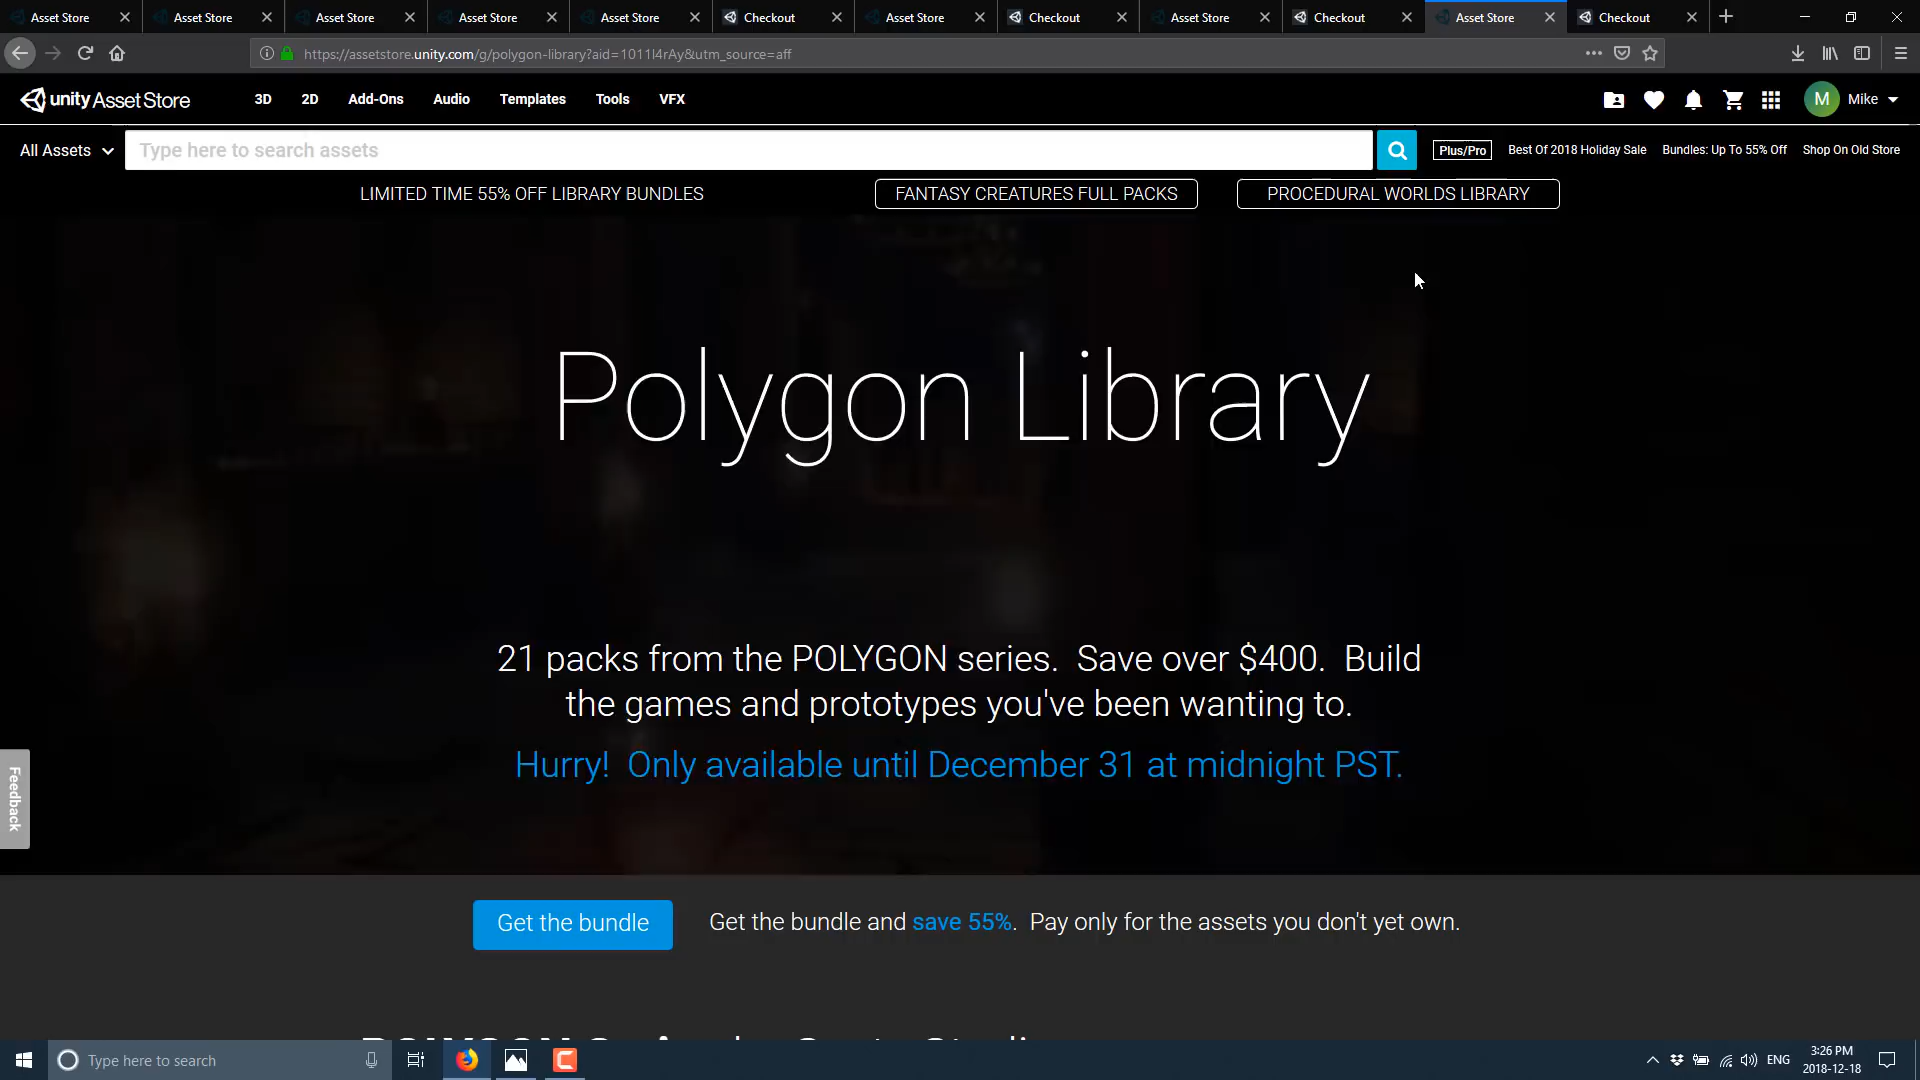 Asset Store Asset Store Asset Store Asset Store Asset Store Checkout Asset Store Checkout Asset Store Checkout Asset Store Checkout
https://assetstore.unity.com/g/polygon-library?aid=1011l4rAy&utm_source=aff
unity Asset Store 3D 2D Add-Ons Audio Templates Tools VFX M Mike
All Assets Type here to search assets Plus/Pro Best Of 2018 Holiday Sale Bundles: Up To 55% Off Shop On Old Store
LIMITED TIME 55% OFF LIBRARY BUNDLES FANTASY CREATURES FULL PACKS PROCEDURAL WORLDS LIBRARY
Polygon Library
21 packs from the POLYGON series. Save over $400. Build
the games and prototypes you've been wanting to.
Hurry! Only available until December 31 at midnight PST.
Feedback
Get the bundle Get the bundle and save 55%. Pay only for the assets you don't yet own.
Type here to search ENG 3:26 PM
2018-12-18